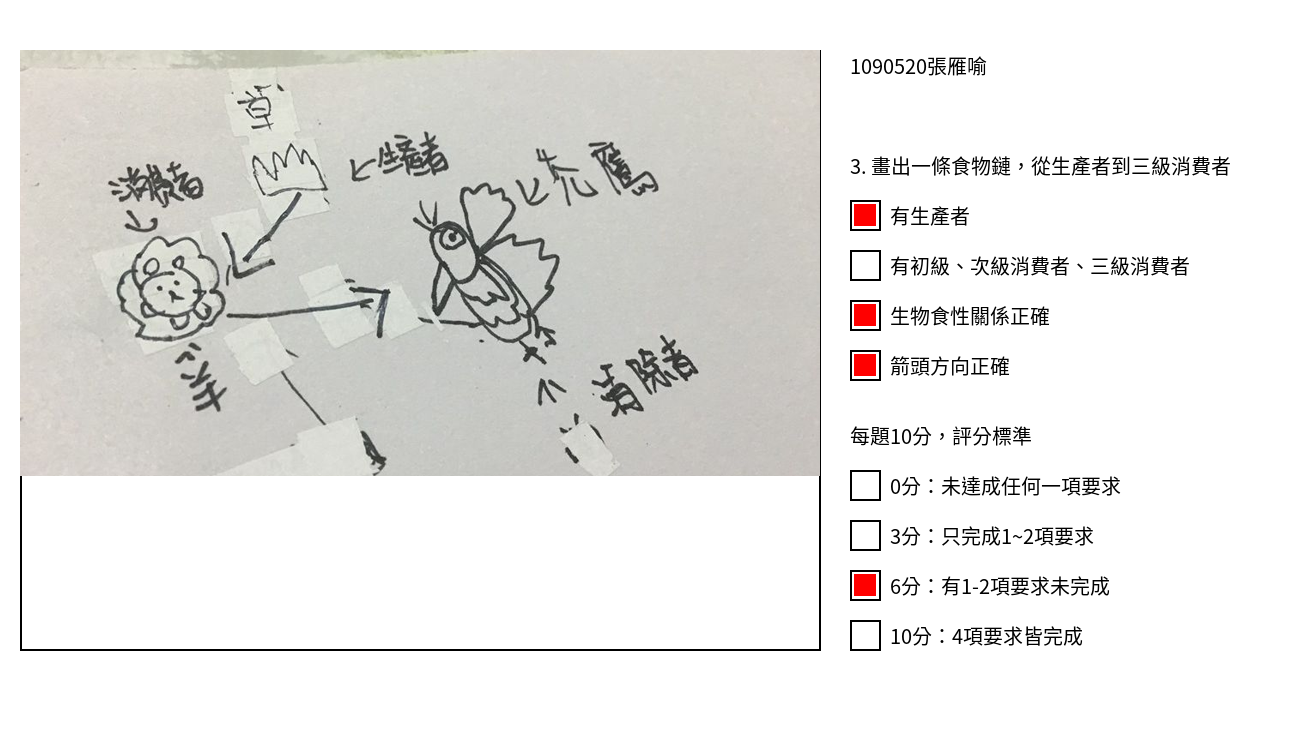 草
←生產者
消費者
禿鷹
羊
清除者
1090520張雁喻
3. 畫出一條食物鏈，從生產者到三級消費者
有生產者
有初級、次級消費者、三級消費者
生物食性關係正確
箭頭方向正確
每題10分，評分標準
0分：未達成任何一項要求
3分：只完成1~2項要求
6分：有1-2項要求未完成
10分：4項要求皆完成